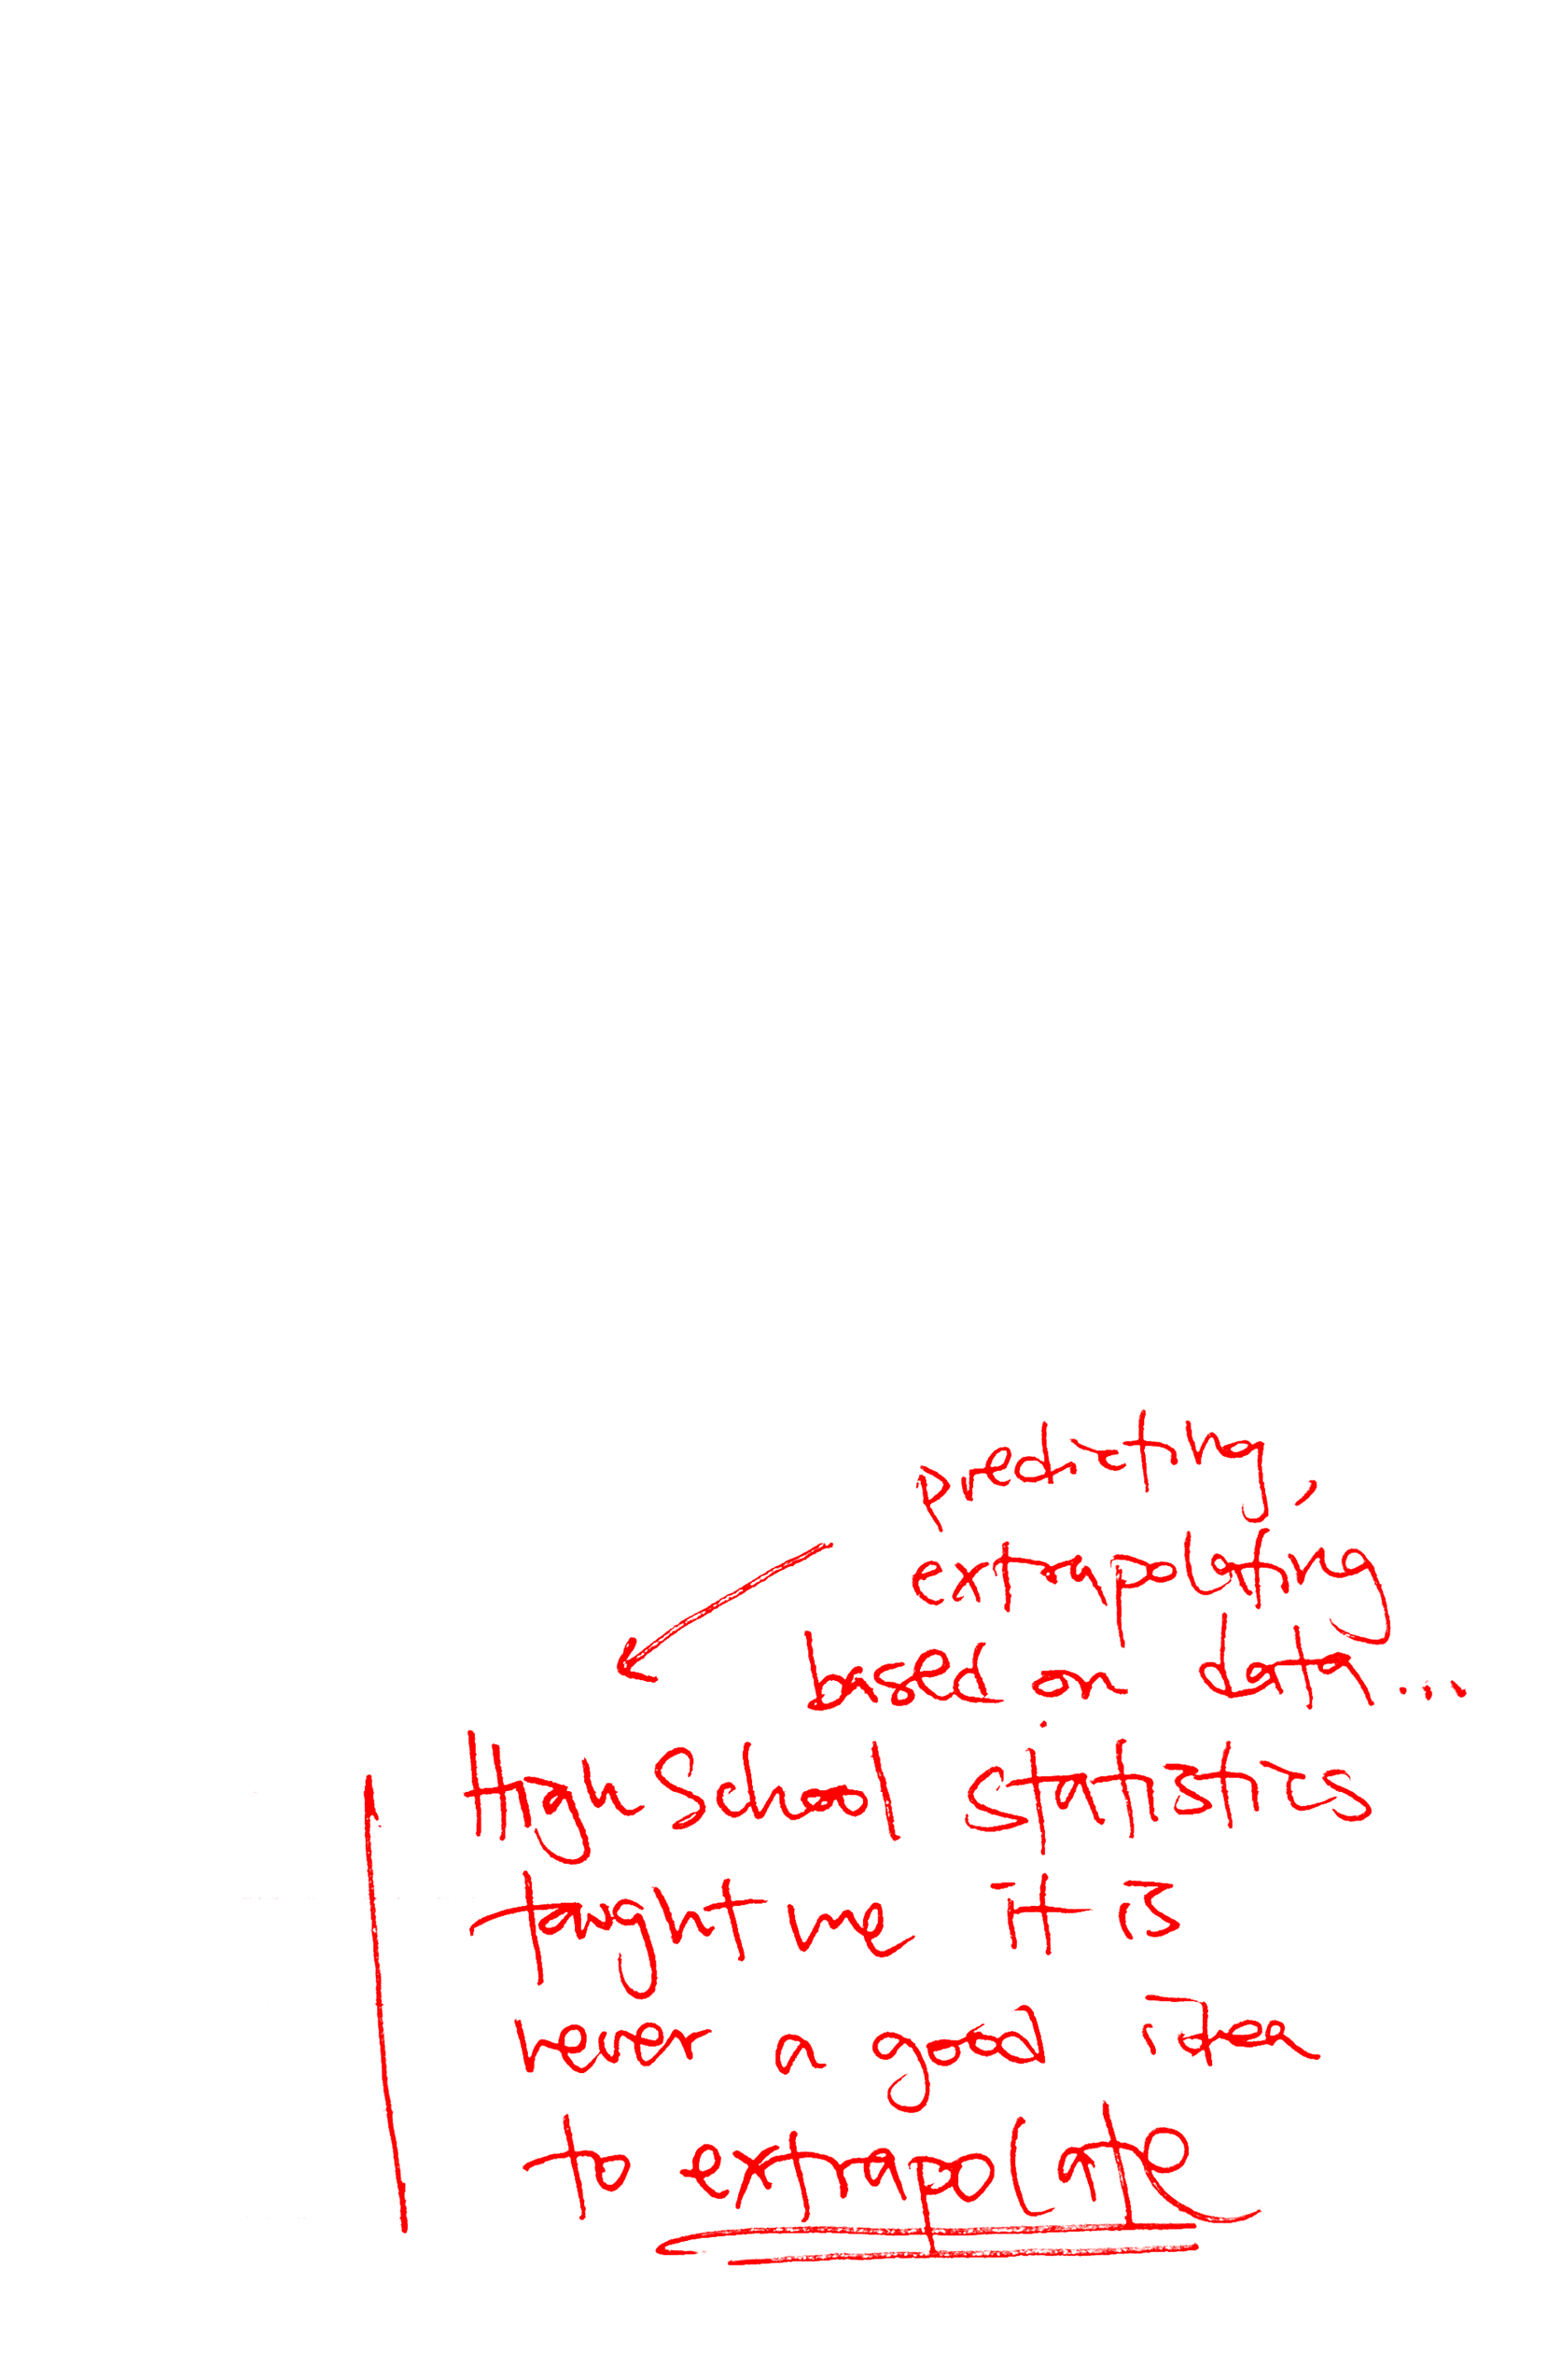 predicting,
extrapolating
based on data...
High School statistics
taught me it is
never a good idea
to extrapolate